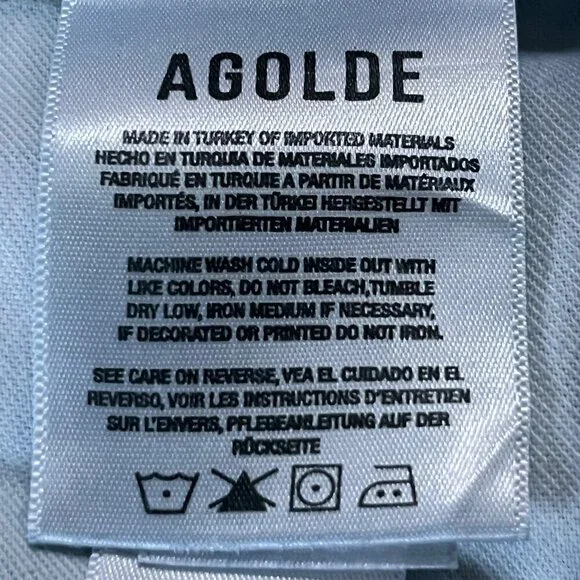 AGOLDE
MADE IN TURKEY OF IMPORTED MATERIALS
HECHO EN TURQUIA DE MATERIALES IMPORTADOS
FABRIQUÉ EN TURQUIE A PARTIR DE MATÉRIAUX
IMPORTÉS, IN DER TÜRKEI HERGESTELLT MIT
IMPORTIERTEN MATERIALIEN
MACHINE WASH COLD INSIDE OUT WITH
LIKE COLORS, DO NOT BLEACH, TUMBLE
DRY LOW, IRON MEDIUM IF NECESSARY,
IF DECORATED OR PRINTED DO NOT IRON.
SEE CARE ON REVERSE, VEA EL CUIDADO EN EL
REVERSO, VOIR LES INSTRUCTIONS D'ENTRETIEN
SUR L'ENVERS, PFLEGEANLEITUNG AUF DER
RÜCKSEITE